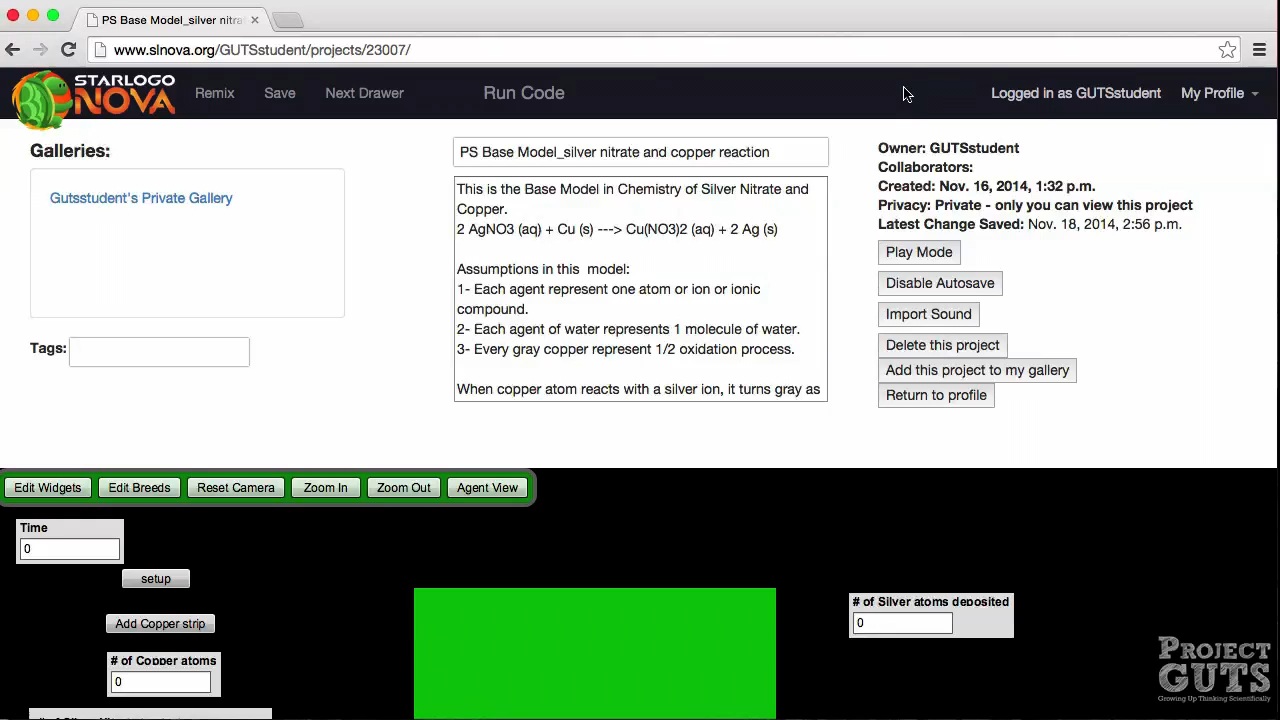 PS Base Model_silver nitra
www.slnova.org/GUTSstudent/projects/23007/
STARLOGO
NOVA
Remix
Save
Next Drawer
Run Code
Logged in as GUTSstudent
My Profile
Galleries:
Gutsstudent's Private Gallery
Tags:
PS Base Model_silver nitrate and copper reaction
This is the Base Model in Chemistry of Silver Nitrate and
Copper.
2 AgNO3 (aq) + Cu (s) ---> Cu(NO3)2 (aq) + 2 Ag (s)
Assumptions in this  model:
1- Each agent represent one atom or ion or ionic
compound.
2- Each agent of water represents 1 molecule of water.
3- Every gray copper represent 1/2 oxidation process.
When copper atom reacts with a silver ion, it turns gray as
Owner: GUTSstudent
Collaborators:
Created: Nov. 16, 2014, 1:32 p.m.
Privacy: Private - only you can view this project
Latest Change Saved: Nov. 18, 2014, 2:56 p.m.
Play Mode
Disable Autosave
Import Sound
Delete this project
Add this project to my gallery
Return to profile
Edit Widgets
Edit Breeds
Reset Camera
Zoom In
Zoom Out
Agent View
Time
0
setup
Add Copper strip
# of Copper atoms
0
# of Silver atoms deposited
0
PROJECT
GUTS
Growing Up Thinking Scientifically